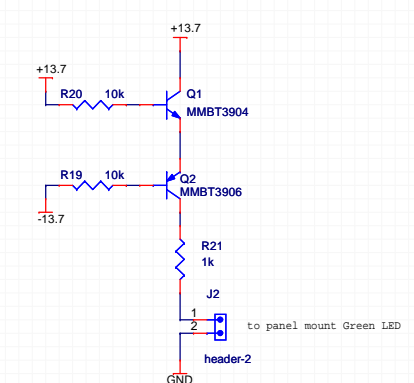 +13.7
+13.7
R20 10k
Q1
MMBT3904
R19 10k
Q2
MMBT3906
-13.7
R21
1k
J2
1
2
to panel mount Green LED
header-2
GND